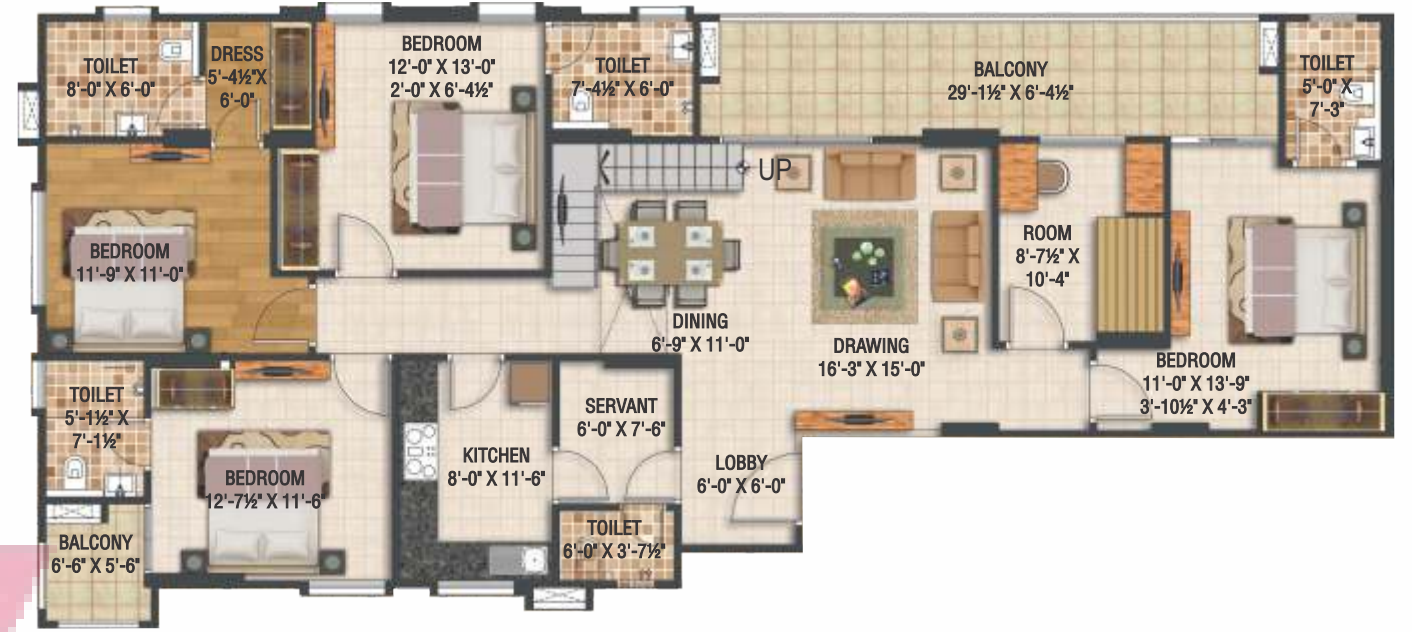 TOILET
8'-0" X 6'-0"
DRESS
5'-4½"X
6'-0"
BEDROOM
12'-0" X 13'-0"
2'-0" X 6'-4½"
TOILET
7'-4½" X 6'-0"
BALCONY
29'-1½" X 6'-4½"
TOILET
5'-0" X
7'-3"
UP
BEDROOM
11'-9" X 11'-0"
ROOM
8'-7½" X
10'-4"
DINING
6'-9" X 11'-0"
DRAWING
16'-3" X 15'-0"
BEDROOM
11'-0" X 13'-9"
3'-10½" X 4'-3"
TOILET
5'-1½" X
7'-1½"
SERVANT
6'-0" X 7'-6"
KITCHEN
8'-0" X 11'-6"
LOBBY
6'-0" X 6'-0"
BEDROOM
12'-7½" X 11'-6
TOILET
6'-0" X 3'-7½"
BALCONY
6'-6" X 5'-6"